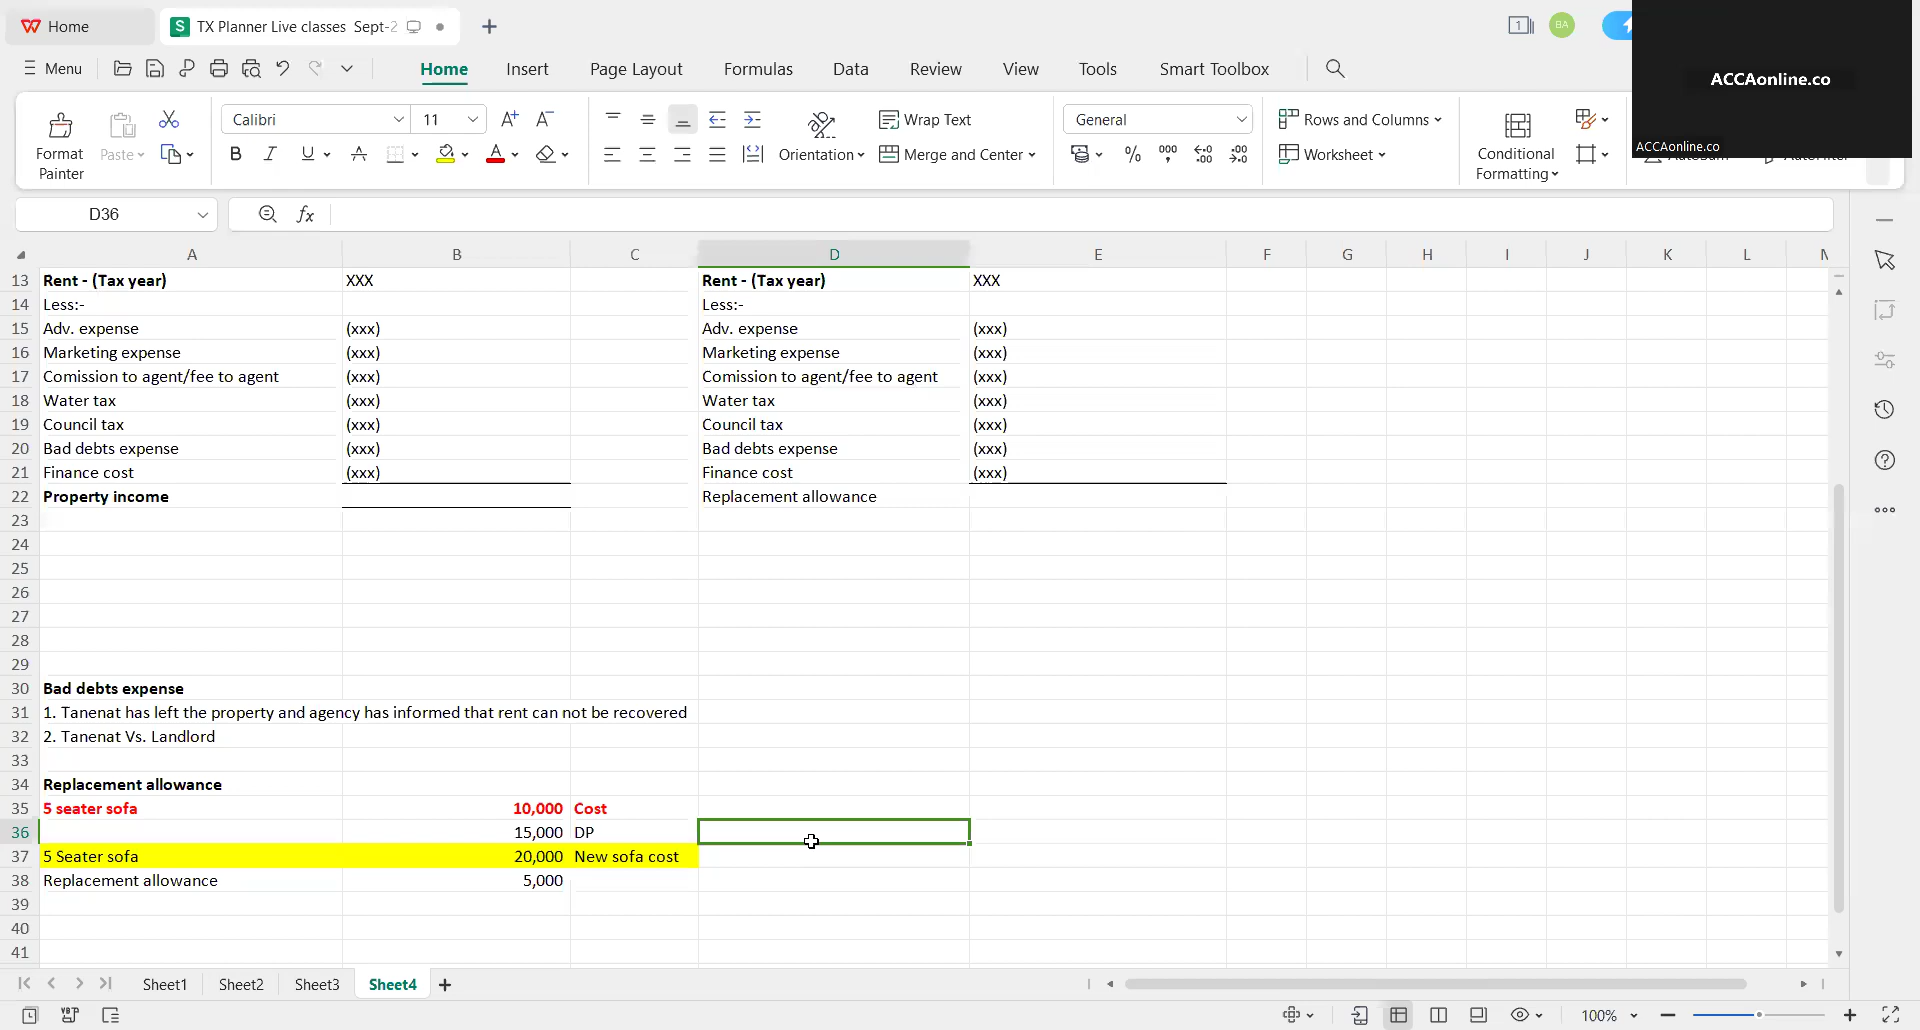 Home
TX Planner Live classes Sept-2
BA
Menu
Home Insert Page Layout Formulas Data Review View Tools Smart Toolbox
ACCAonline.co
ACCAonline.co
Format Painter
Paste
Calibri
11
A+ A-
B I U A
Orientation
Wrap Text
Merge and Center
General
% 000
Rows and Columns
Worksheet
Conditional Formatting
D36
fx
A B C D E F G H I J K L M
13 Rent - (Tax year) XXX Rent - (Tax year) XXX
14 Less:- Less:-
15 Adv. expense (xxx) Adv. expense (xxx)
16 Marketing expense (xxx) Marketing expense (xxx)
17 Comission to agent/fee to agent (xxx) Comission to agent/fee to agent (xxx)
18 Water tax (xxx) Water tax (xxx)
19 Council tax (xxx) Council tax (xxx)
20 Bad debts expense (xxx) Bad debts expense (xxx)
21 Finance cost (xxx) Finance cost (xxx)
22 Property income Replacement allowance
23
24
25
26
27
28
29
30 Bad debts expense
31 1. Tanenat has left the property and agency has informed that rent can not be recovered
32 2. Tanenat Vs. Landlord
33
34 Replacement allowance
35 5 seater sofa 10,000 Cost
36 15,000 DP
37 5 Seater sofa 20,000 New sofa cost
38 Replacement allowance 5,000
39
40
41
Sheet1 Sheet2 Sheet3 Sheet4
100%